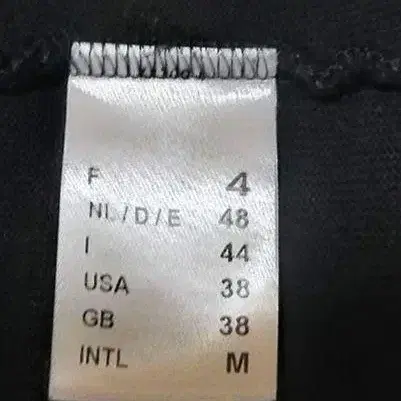 F 4
NL / D / E 48
I 44
USA 38
GB 38
INTL M